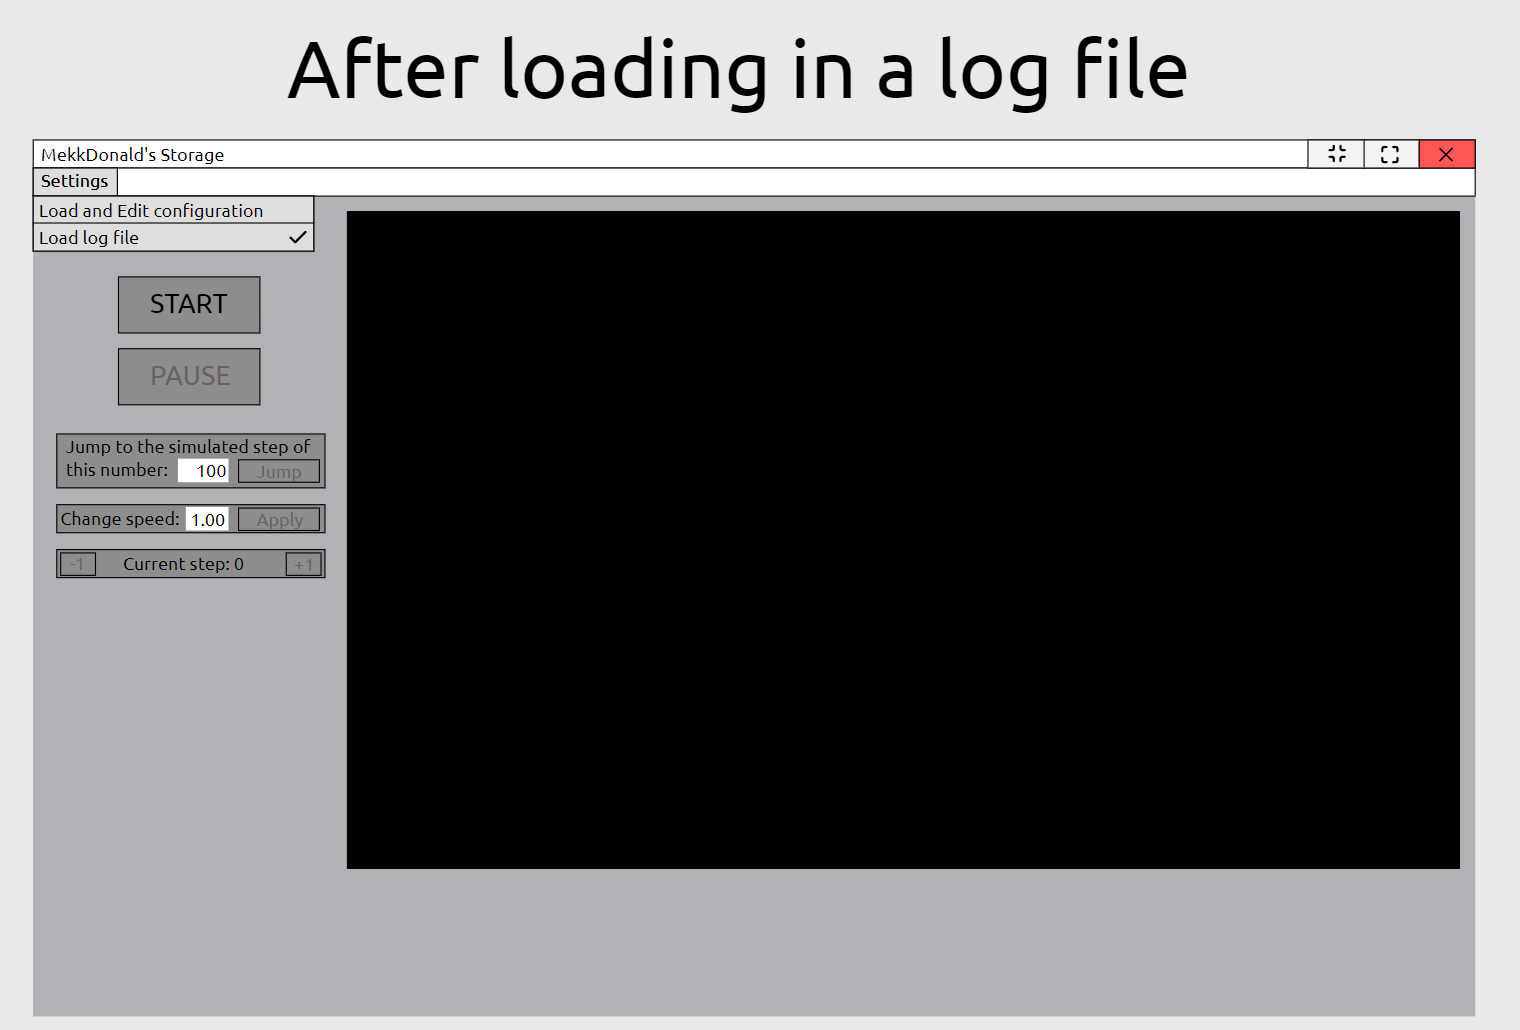 After loading in a log file
MekkDonald's Storage
Settings
Load and Edit configuration
Load log file
START
PAUSE
Jump to the simulated step of
this number: 100 Jump
Change speed: 1.00 Apply
-1 Current step: 0 +1